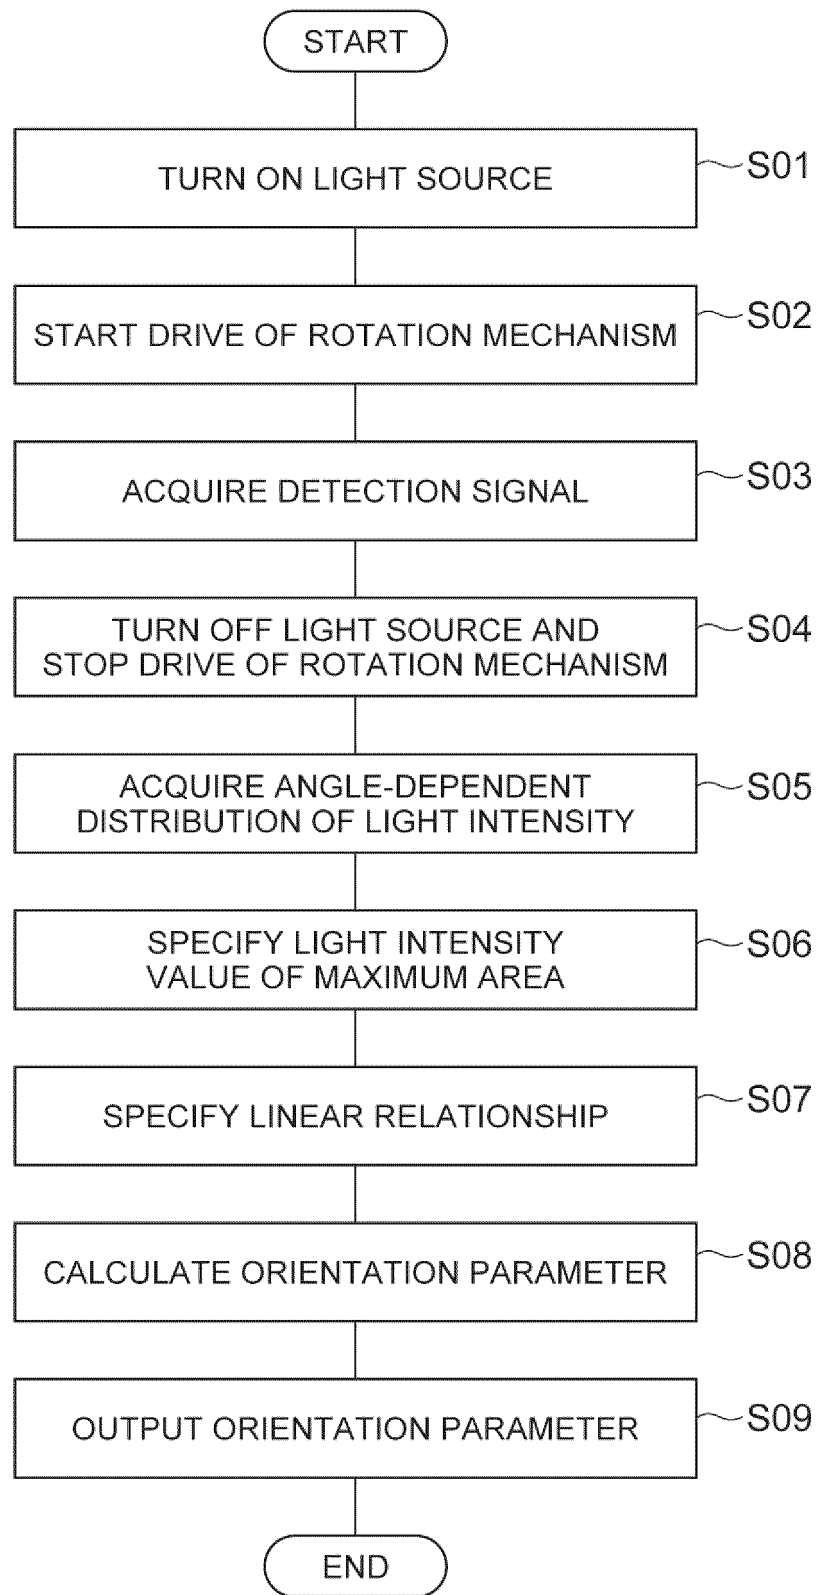 START
TURN ON LIGHT SOURCE
S01
START DRIVE OF ROTATION MECHANISM
S02
ACQUIRE DETECTION SIGNAL
S03
TURN OFF LIGHT SOURCE AND
STOP DRIVE OF ROTATION MECHANISM
S04
ACQUIRE ANGLE-DEPENDENT
DISTRIBUTION OF LIGHT INTENSITY
S05
SPECIFY LIGHT INTENSITY
VALUE OF MAXIMUM AREA
S06
SPECIFY LINEAR RELATIONSHIP
S07
CALCULATE ORIENTATION PARAMETER
S08
OUTPUT ORIENTATION PARAMETER
S09
END